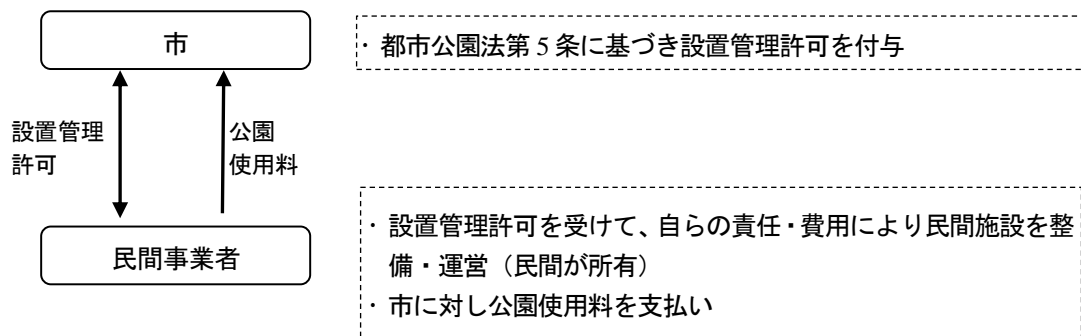 市
・都市公園法第 5 条に基づき設置管理許可を付与
設置管理
許可
公園
使用料
民間事業者
・設置管理許可を受けて、自らの責任・費用により民間施設を整
備・運営（民間が所有）
・市に対し公園使用料を支払い